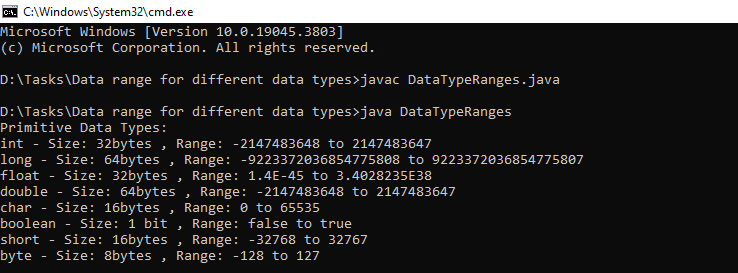 C:\Windows\System32\cmd.exe
Microsoft Windows [Version 10.0.19045.3803]
(c) Microsoft Corporation. All rights reserved.
D:\Tasks\Data range for different data types>javac DataTypeRanges.java
D:\Tasks\Data range for different data types>java DataTypeRanges
Primitive Data Types:
int - Size: 32bytes , Range: -2147483648 to 2147483647
long - Size: 64bytes , Range: -9223372036854775808 to 9223372036854775807
float - Size: 32bytes , Range: 1.4E-45 to 3.4028235E38
double - Size: 64bytes , Range: -2147483648 to 2147483647
char - Size: 16bytes , Range: 0 to 65535
boolean - Size: 1 bit , Range: false to true
short - Size: 16bytes , Range: -32768 to 32767
byte - Size: 8bytes , Range: -128 to 127